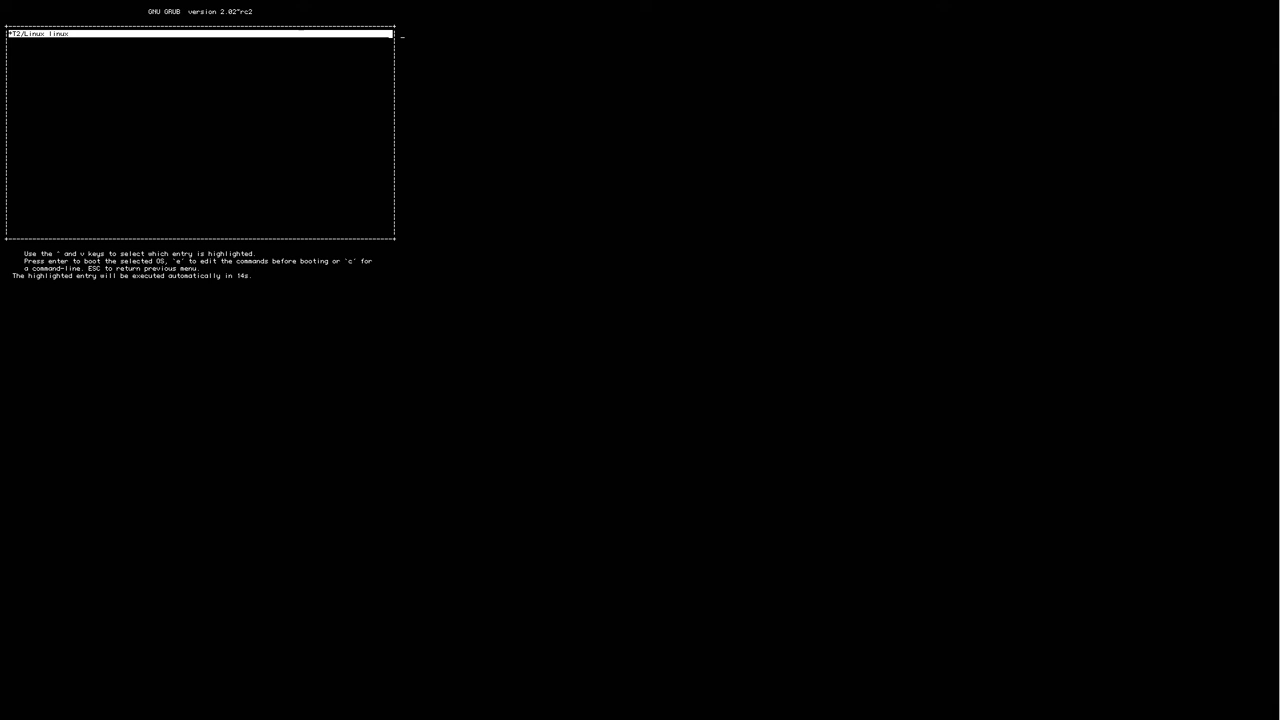 GNU GRUB  version 2.02~rc2
*T2/Linux linux
Use the ^ and v keys to select which entry is highlighted.
Press enter to boot the selected OS, `e' to edit the commands before booting or `c' for
a command-line. ESC to return previous menu.
The highlighted entry will be executed automatically in 14s.